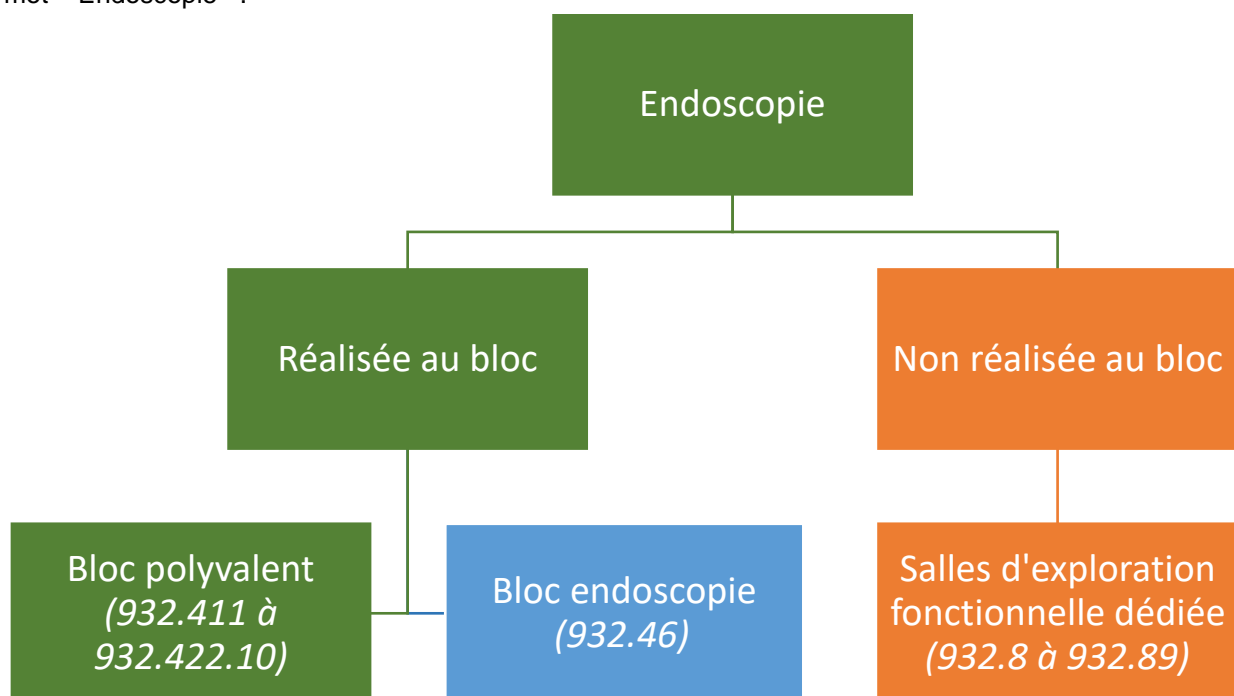 Endoscopie
Endoscopie
Réalisée au bloc
Non réalisée au bloc
Bloc polyvalent
(932.411 à
932.422.10)
Bloc endoscopie
(932.46)
Salles d'exploration
fonctionnelle dédiée
(932.8 à 932.89)